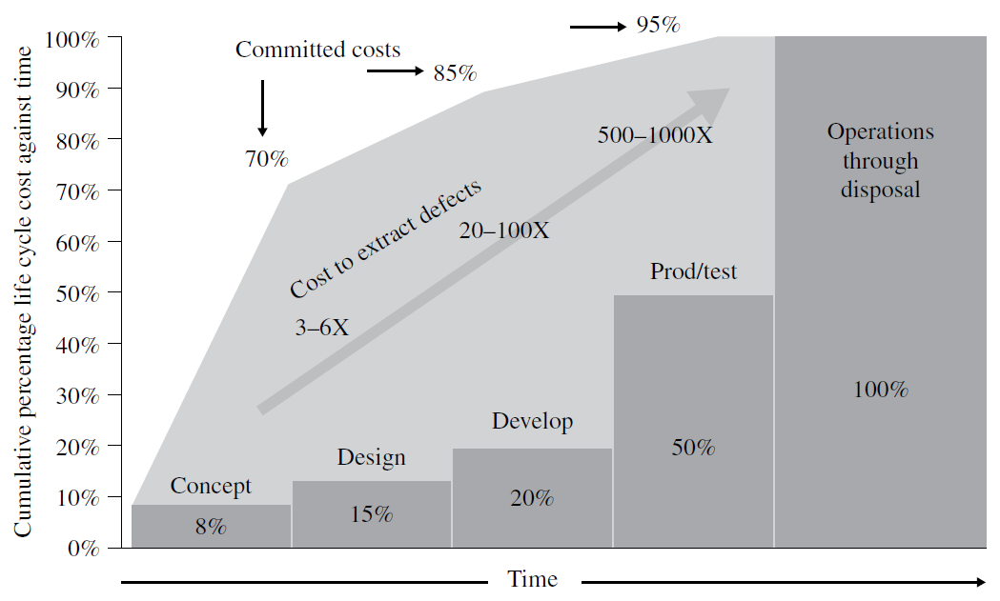 Cumulative percentage life cycle cost against time
100%
90%
80%
70%
60%
50%
40%
30%
20%
10%
0%
Committed costs
70%
85%
95%
Cost to extract defects
3–6X
20–100X
500–1000X
Concept
8%
Design
15%
Develop
20%
Prod/test
50%
Operations
through
disposal
100%
Time